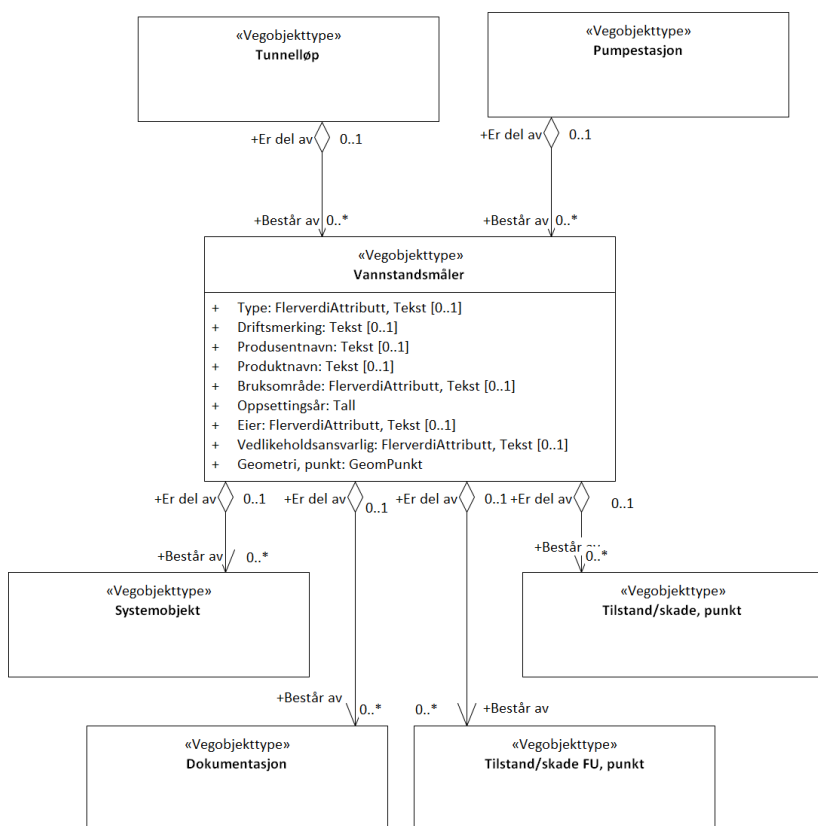 «Vegobjekttype»
Tunnelløp
«Vegobjekttype»
Pumpestasjon
+Er del av 0..1
+Er del av 0..1
+Består av 0..*
+Består av 0..*
«Vegobjekttype»
Vannstandsmåler
+ Type: FlerverdiAttributt, Tekst [0..1]
+ Driftsmerking: Tekst [0..1]
+ Produsentnavn: Tekst [0..1]
+ Produktnavn: Tekst [0..1]
+ Bruksområde: FlerverdiAttributt, Tekst [0..1]
+ Oppsettingsår: Tall
+ Eier: FlerverdiAttributt, Tekst [0..1]
+ Vedlikeholdsansvarlig: FlerverdiAttributt, Tekst [0..1]
+ Geometri, punkt: GeomPunkt
+Er del av 0..1
+Er del av 0..1
+Er del av 0..1
+Er del av 0..1
+Består av 0..*
+Består av 0..*
«Vegobjekttype»
Systemobjekt
«Vegobjekttype»
Tilstand/skade, punkt
+Består av 0..*
0..* +Består av
«Vegobjekttype»
Dokumentasjon
«Vegobjekttype»
Tilstand/skade FU, punkt